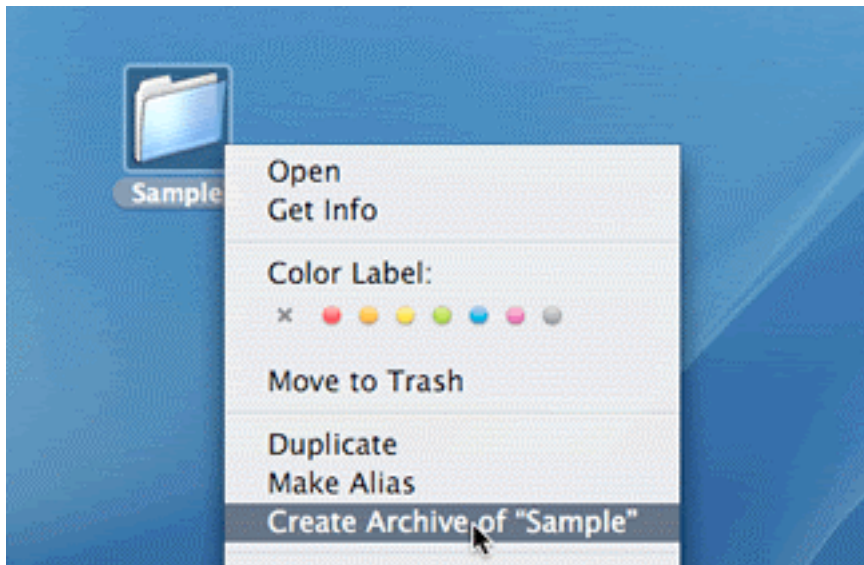 Sample
Open
Get Info
Color Label:
Move to Trash
Duplicate
Make Alias
Create Archive of “Sample”